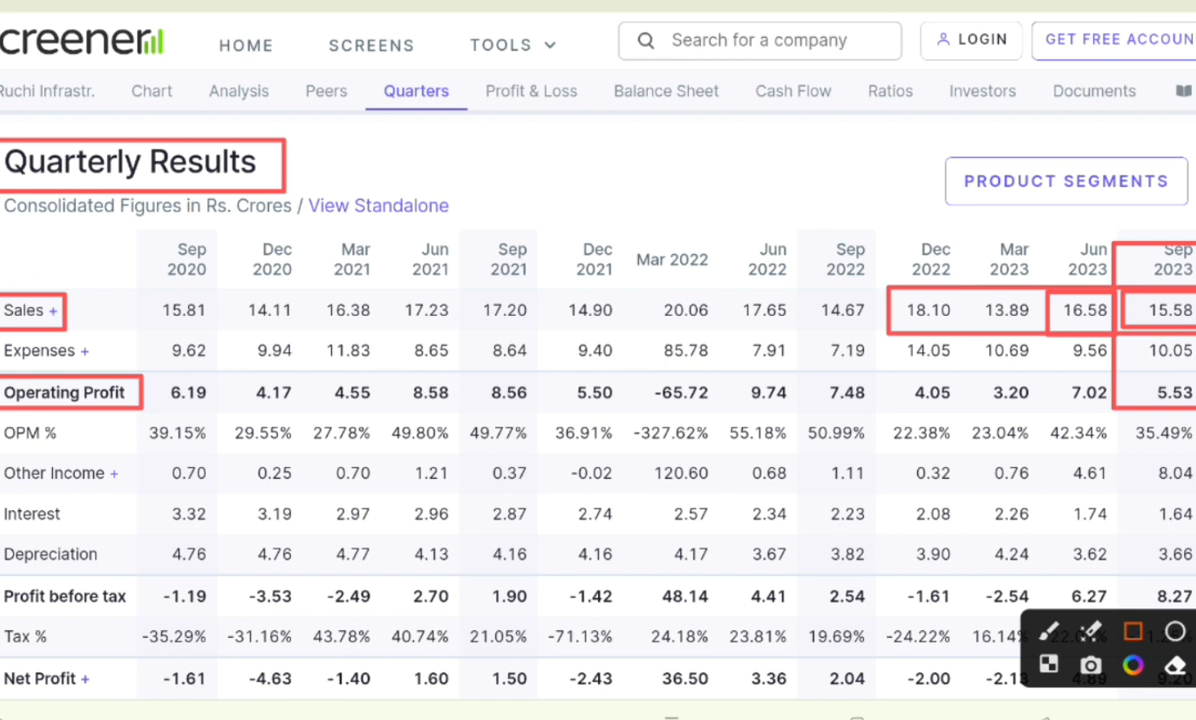 creener
HOME SCREENS TOOLS Search for a company LOGIN GET FREE ACCOUN
Ruchi Infrastr. Chart Analysis Peers Quarters Profit & Loss Balance Sheet Cash Flow Ratios Investors Documents
Quarterly Results
PRODUCT SEGMENTS
Consolidated Figures in Rs. Crores / View Standalone
Sep 2020 Dec 2020 Mar 2021 Jun 2021 Sep 2021 Dec 2021 Mar 2022 Jun 2022 Sep 2022 Dec 2022 Mar 2023 Jun 2023 Sep 2023
Sales + 15.81 14.11 16.38 17.23 17.20 14.90 20.06 17.65 14.67 18.10 13.89 16.58 15.58
Expenses + 9.62 9.94 11.83 8.65 8.64 9.40 85.78 7.91 7.19 14.05 10.69 9.56 10.05
Operating Profit 6.19 4.17 4.55 8.58 8.56 5.50 -65.72 9.74 7.48 4.05 3.20 7.02 5.53
OPM % 39.15% 29.55% 27.78% 49.80% 49.77% 36.91% -327.62% 55.18% 50.99% 22.38% 23.04% 42.34% 35.49%
Other Income + 0.70 0.25 0.70 1.21 0.37 -0.02 120.60 0.68 1.11 0.32 0.76 4.61 8.04
Interest 3.32 3.19 2.97 2.96 2.87 2.74 2.57 2.34 2.23 2.08 2.26 1.74 1.64
Depreciation 4.76 4.76 4.77 4.13 4.16 4.16 4.17 3.67 3.82 3.90 4.24 3.62 3.66
Profit before tax -1.19 -3.53 -2.49 2.70 1.90 -1.42 48.14 4.41 2.54 -1.61 -2.54 6.27 8.27
Tax % -35.29% -31.16% 43.78% 40.74% 21.05% -71.13% 24.18% 23.81% 19.69% -24.22% 16.14%
Net Profit + -1.61 -4.63 -1.40 1.60 1.50 -2.43 36.50 3.36 2.04 -2.00 -2.13 4.89 9.20